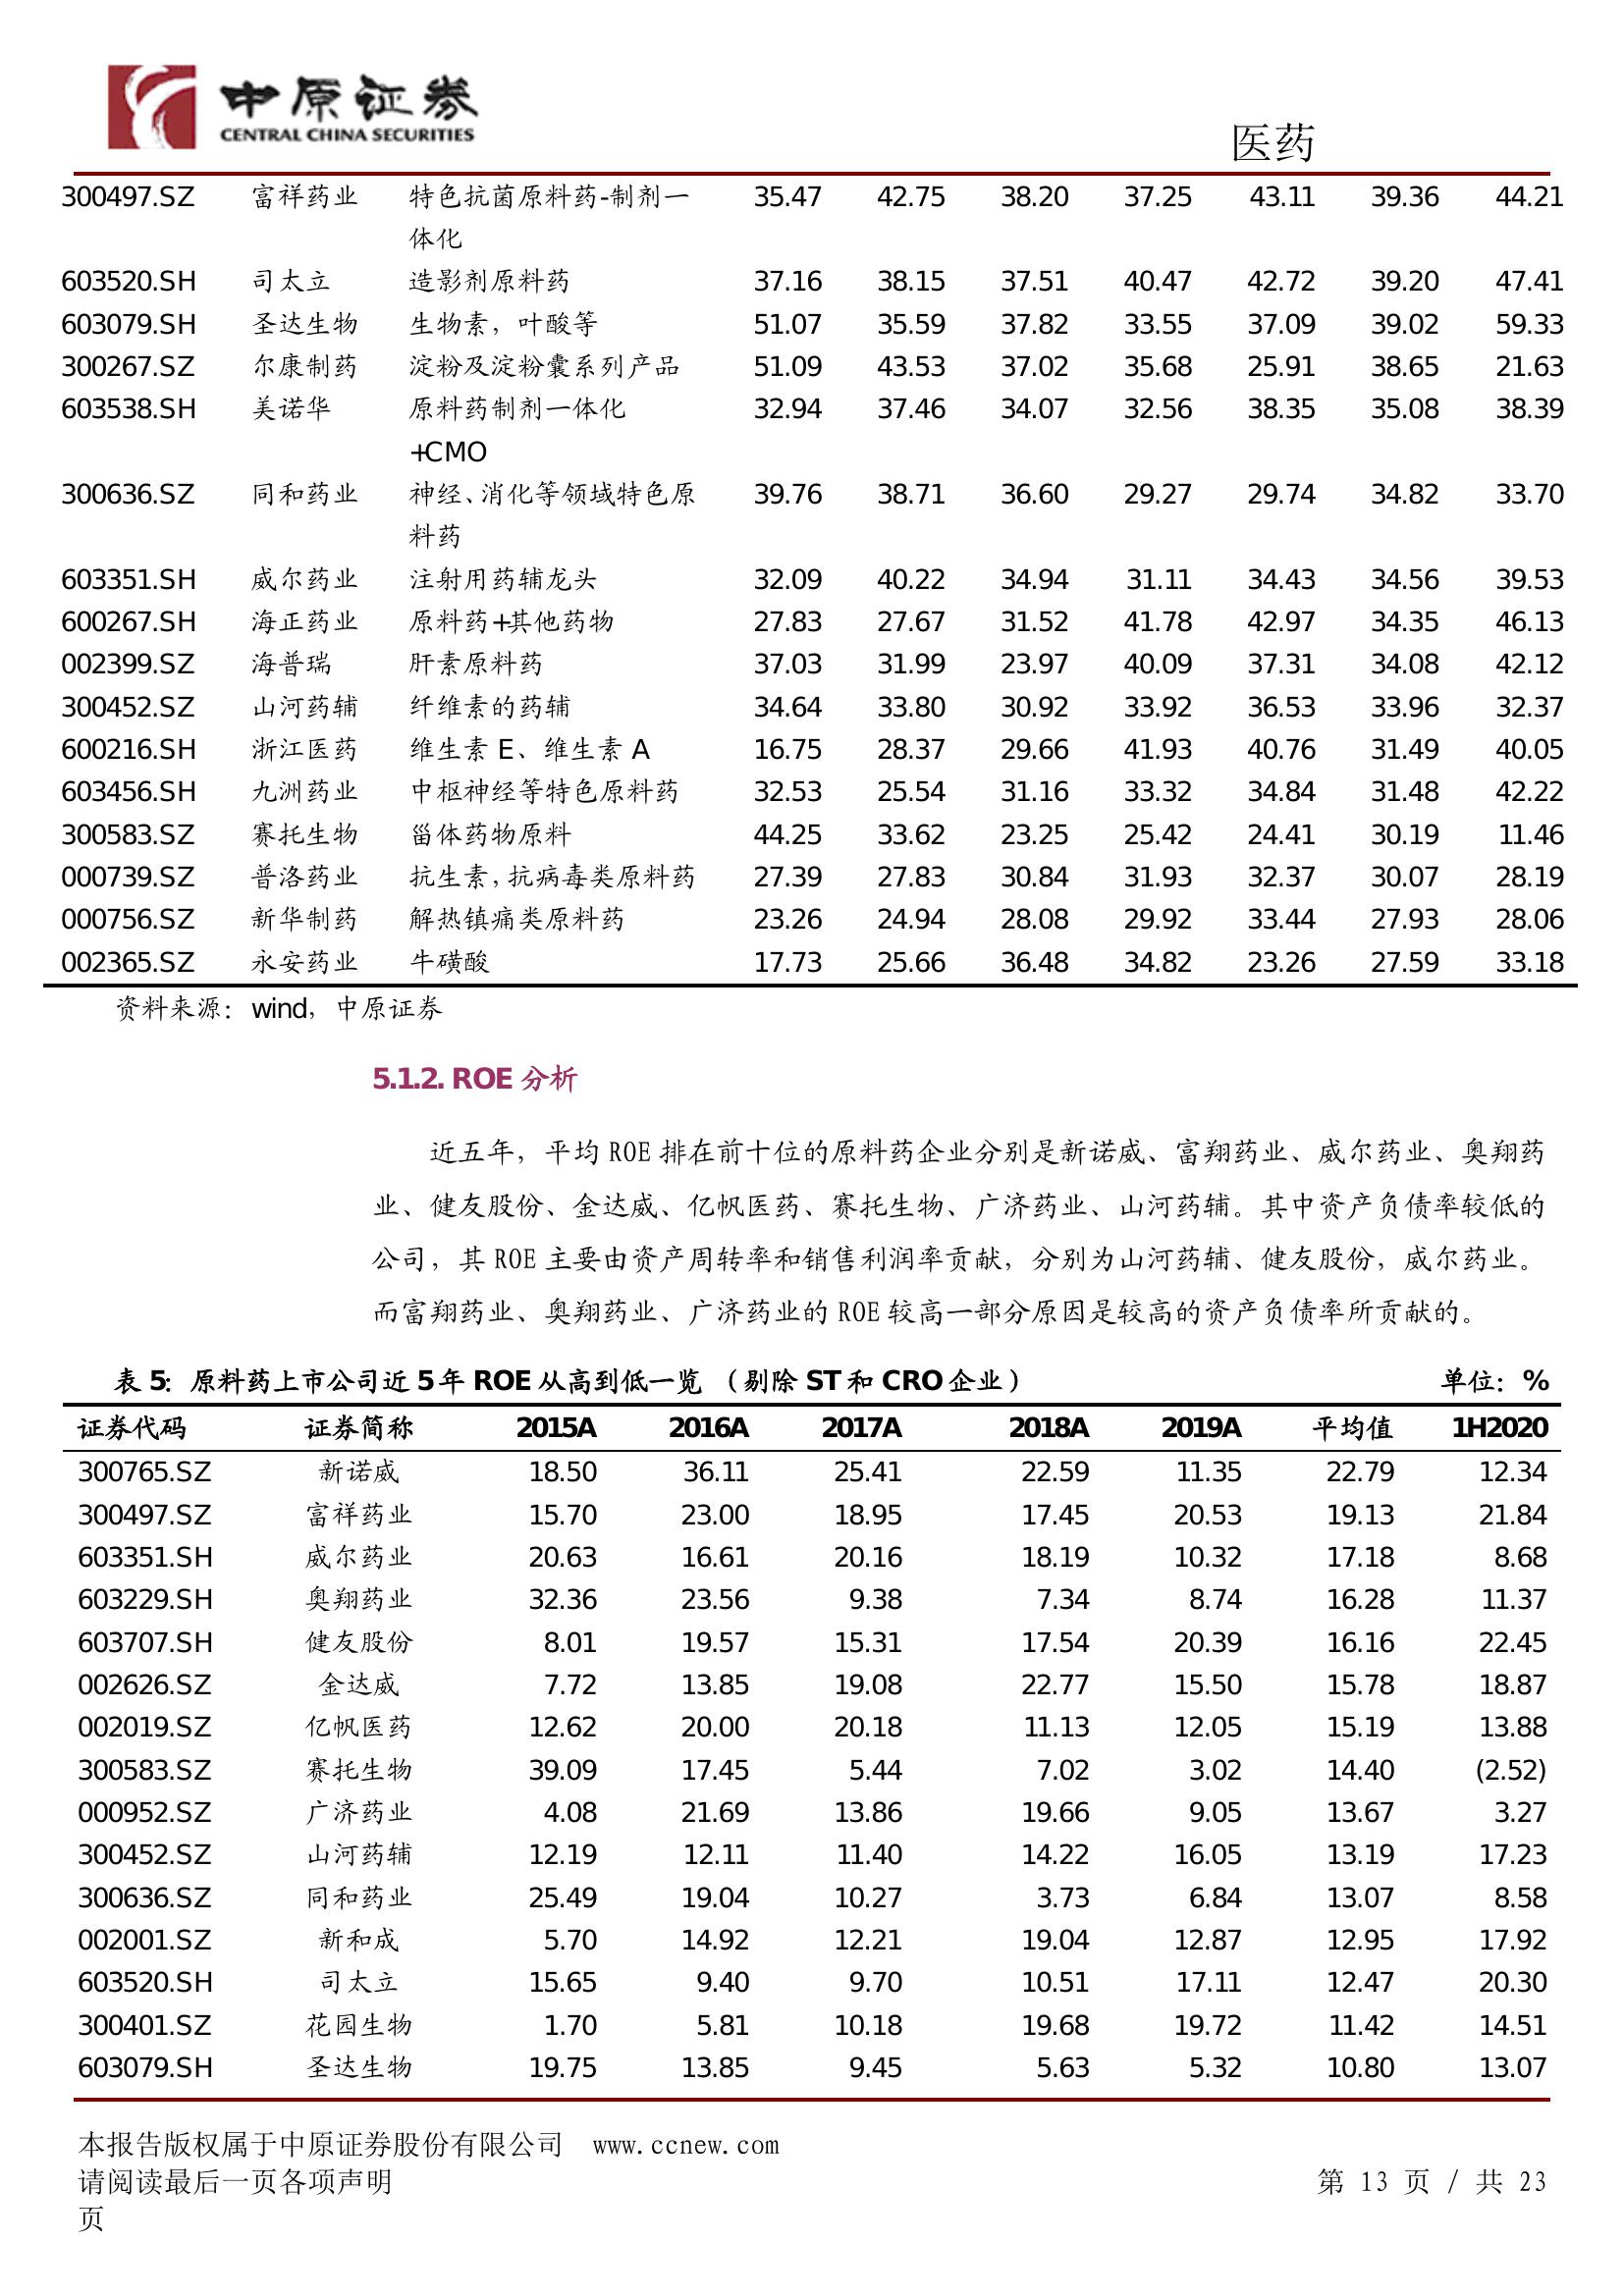 中原证券
CENTRAL CHINA SECURITIES
医药
300497.SZ 富祥药业 特色抗菌原料药-制剂一 35.47 42.75 38.20 37.25 43.11 39.36 44.21
体化
603520.SH 司太立 造影剂原料药 37.16 38.15 37.51 40.47 42.72 39.20 47.41
603079.SH 圣达生物 生物素，叶酸等 51.07 35.59 37.82 33.55 37.09 39.02 59.33
300267.SZ 尔康制药 淀粉及淀粉囊系列产品 51.09 43.53 37.02 35.68 25.91 38.65 21.63
603538.SH 美诺华 原料药制剂一体化 32.94 37.46 34.07 32.56 38.35 35.08 38.39
+CMO
300636.SZ 同和药业 神经、消化等领域特色原 39.76 38.71 36.60 29.27 29.74 34.82 33.70
料药
603351.SH 威尔药业 注射用药辅龙头 32.09 40.22 34.94 31.11 34.43 34.56 39.53
600267.SH 海正药业 原料药+其他药物 27.83 27.67 31.52 41.78 42.97 34.35 46.13
002399.SZ 海普瑞 肝素原料药 37.03 31.99 23.97 40.09 37.31 34.08 42.12
300452.SZ 山河药辅 纤维素的药辅 34.64 33.80 30.92 33.92 36.53 33.96 32.37
600216.SH 浙江医药 维生素 E、维生素 A 16.75 28.37 29.66 41.93 40.76 31.49 40.05
603456.SH 九洲药业 中枢神经等特色原料药 32.53 25.54 31.16 33.32 34.84 31.48 42.22
300583.SZ 赛托生物 甾体药物原料 44.25 33.62 23.25 25.42 24.41 30.19 11.46
000739.SZ 普洛药业 抗生素，抗病毒类原料药 27.39 27.83 30.84 31.93 32.37 30.07 28.19
000756.SZ 新华制药 解热镇痛类原料药 23.26 24.94 28.08 29.92 33.44 27.93 28.06
002365.SZ 永安药业 牛磺酸 17.73 25.66 36.48 34.82 23.26 27.59 33.18
资料来源：wind，中原证券
5.1.2. ROE 分析
近五年，平均 ROE 排在前十位的原料药企业分别是新诺威、富翔药业、威尔药业、奥翔药
业、健友股份、金达威、亿帆医药、赛托生物、广济药业、山河药辅。其中资产负债率较低的
公司，其 ROE 主要由资产周转率和销售利润率贡献，分别为山河药辅、健友股份，威尔药业。
而富翔药业、奥翔药业、广济药业的 ROE 较高一部分原因是较高的资产负债率所贡献的。
表 5：原料药上市公司近 5 年 ROE 从高到低一览 （剔除 ST 和 CRO 企业） 单位：%
证券代码 证券简称 2015A 2016A 2017A 2018A 2019A 平均值 1H2020
300765.SZ 新诺威 18.50 36.11 25.41 22.59 11.35 22.79 12.34
300497.SZ 富祥药业 15.70 23.00 18.95 17.45 20.53 19.13 21.84
603351.SH 威尔药业 20.63 16.61 20.16 18.19 10.32 17.18 8.68
603229.SH 奥翔药业 32.36 23.56 9.38 7.34 8.74 16.28 11.37
603707.SH 健友股份 8.01 19.57 15.31 17.54 20.39 16.16 22.45
002626.SZ 金达威 7.72 13.85 19.08 22.77 15.50 15.78 18.87
002019.SZ 亿帆医药 12.62 20.00 20.18 11.13 12.05 15.19 13.88
300583.SZ 赛托生物 39.09 17.45 5.44 7.02 3.02 14.40 (2.52)
000952.SZ 广济药业 4.08 21.69 13.86 19.66 9.05 13.67 3.27
300452.SZ 山河药辅 12.19 12.11 11.40 14.22 16.05 13.19 17.23
300636.SZ 同和药业 25.49 19.04 10.27 3.73 6.84 13.07 8.58
002001.SZ 新和成 5.70 14.92 12.21 19.04 12.87 12.95 17.92
603520.SH 司太立 15.65 9.40 9.70 10.51 17.11 12.47 20.30
300401.SZ 花园生物 1.70 5.81 10.18 19.68 19.72 11.42 14.51
603079.SH 圣达生物 19.75 13.85 9.45 5.63 5.32 10.80 13.07
本报告版权属于中原证券股份有限公司 www.ccnew.com
请阅读最后一页各项声明 第 13 页 / 共 23
页